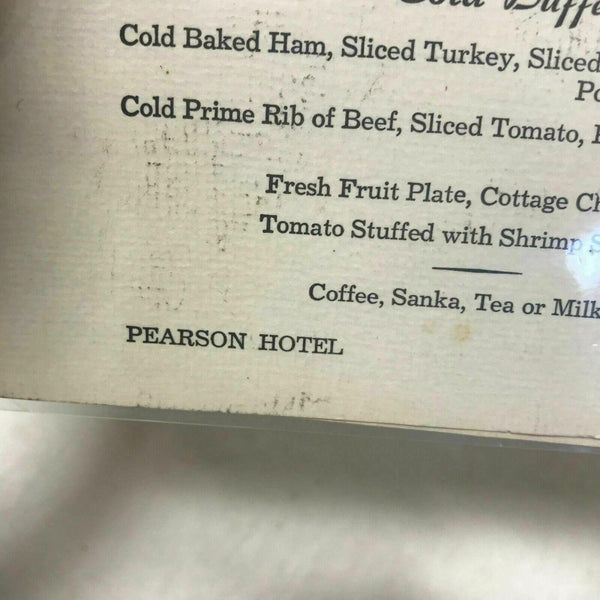 Cold Baked Ham, Sliced Turkey, Sliced
Cold Prime Rib of Beef, Sliced Tomato,
Fresh Fruit Plate, Cottage
Tomato Stuffed with Shrimp
Coffee, Sanka, Tea or Milk
PEARSON HOTEL